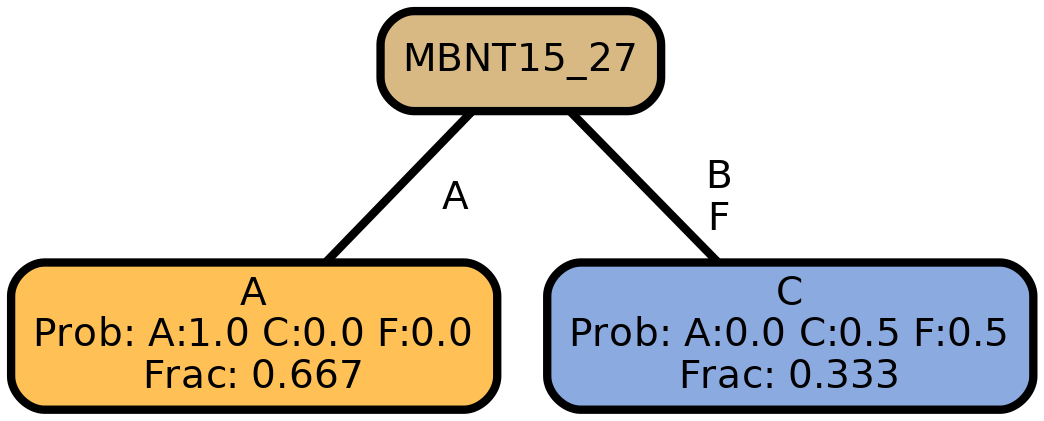 MBNT15_27
A
B
F
A
Prob: A:1.0 C:0.0 F:0.0
Frac: 0.667
C
Prob: A:0.0 C:0.5 F:0.5
Frac: 0.333